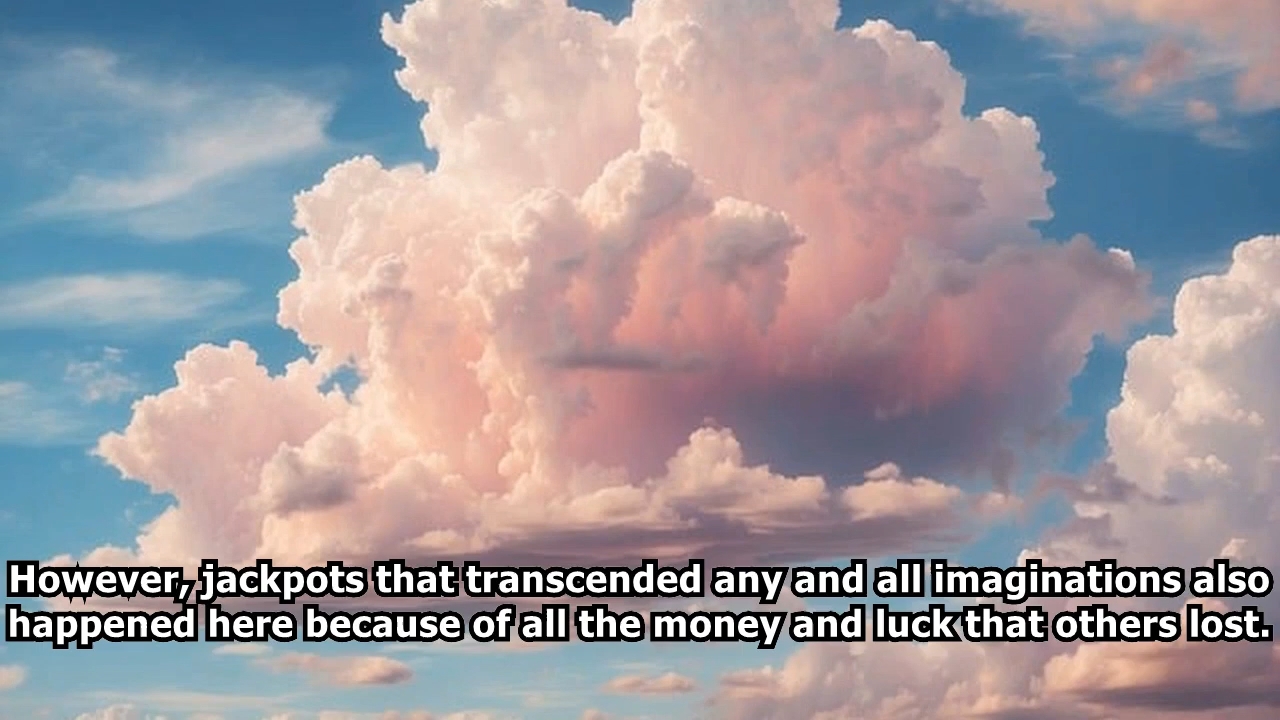 However, jackpots that transcended any and all imaginations also
happened here because of all the money and luck that others lost.